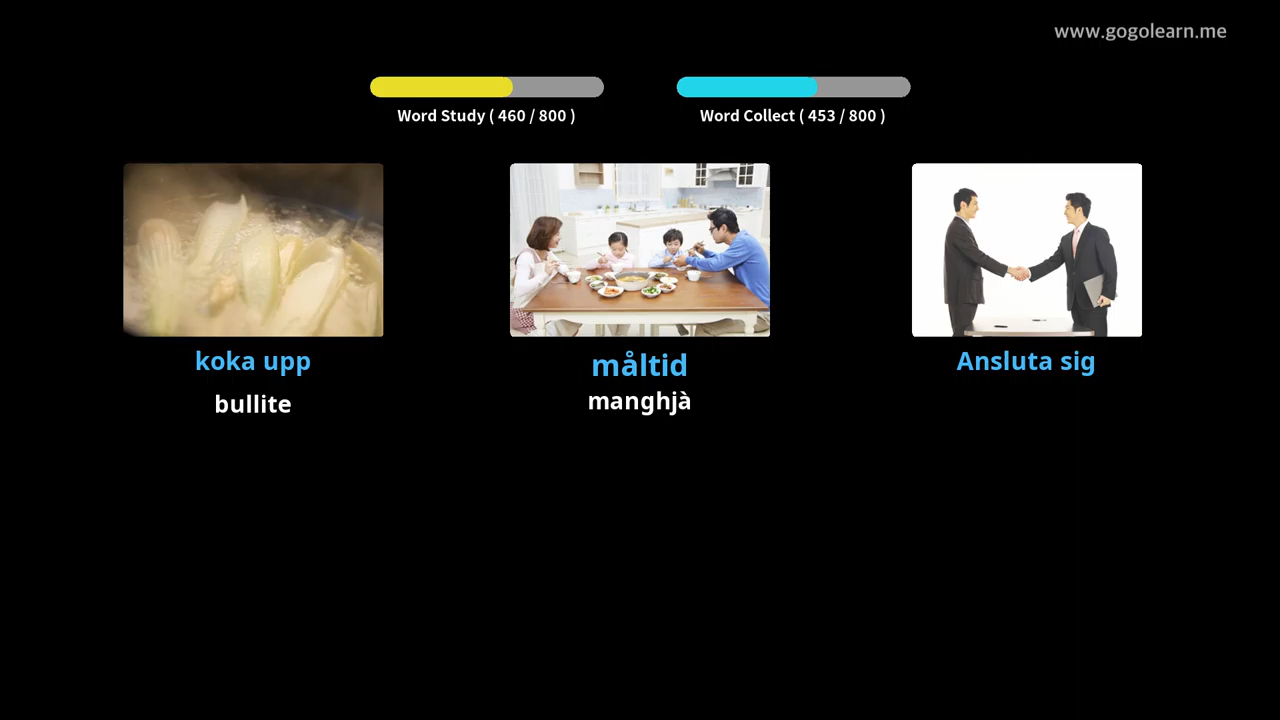 www.gogolearn.me
Word Study ( 460 / 800 )
Word Collect ( 453 / 800 )
koka upp
måltid
Ansluta sig
bullite
manghjà